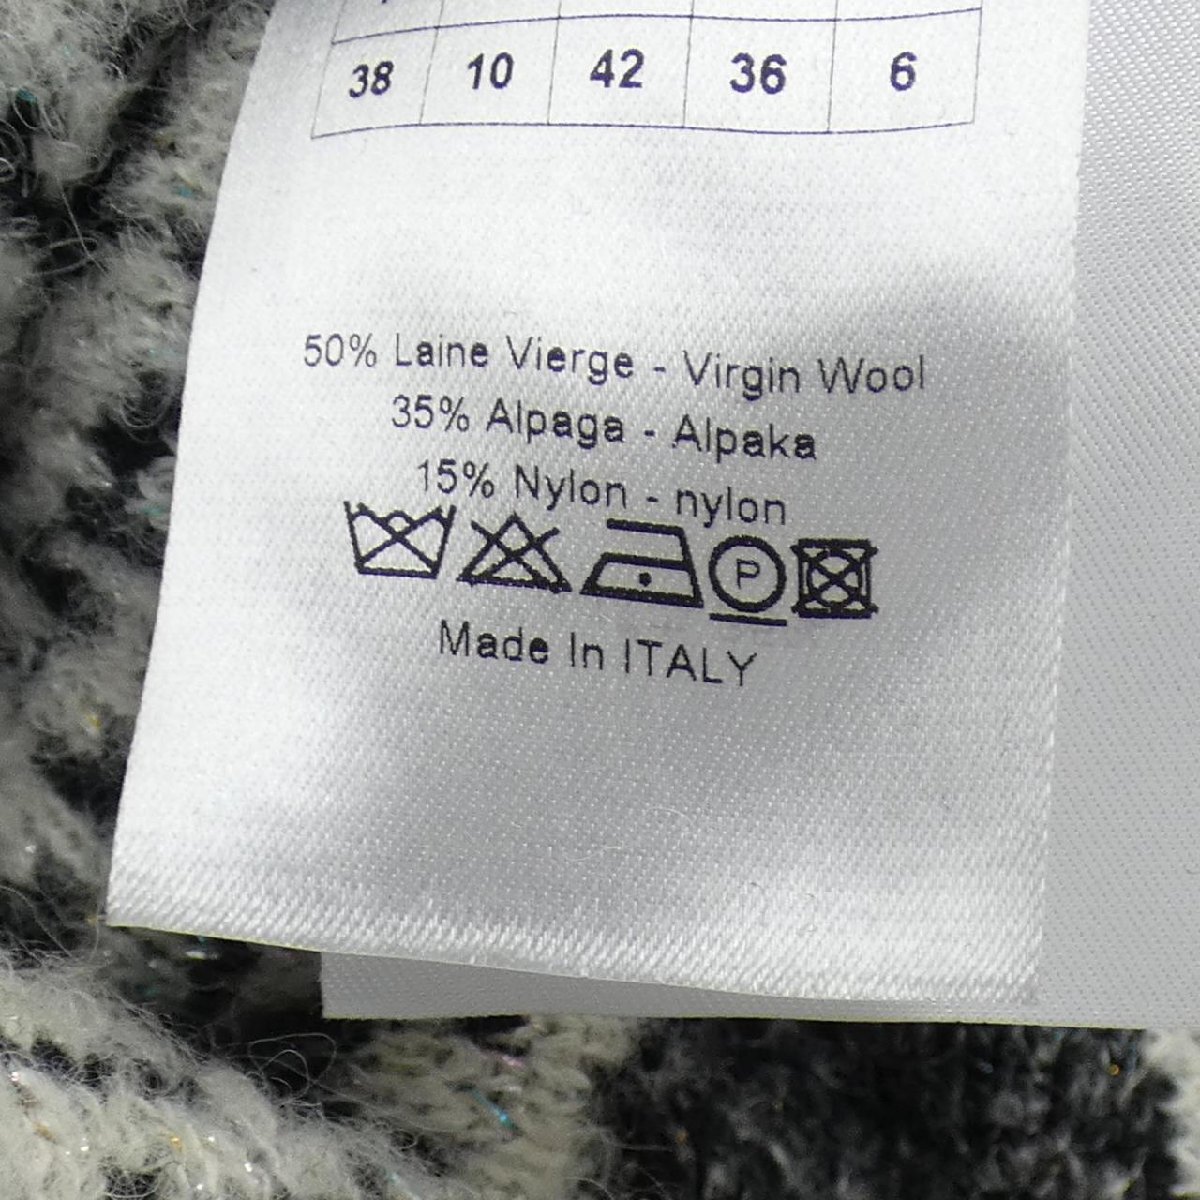 38 10 42 36 6
50% Laine Vierge - Virgin Wool
35% Alpaga - Alpaka
15% Nylon - nylon
P
Made In ITALY